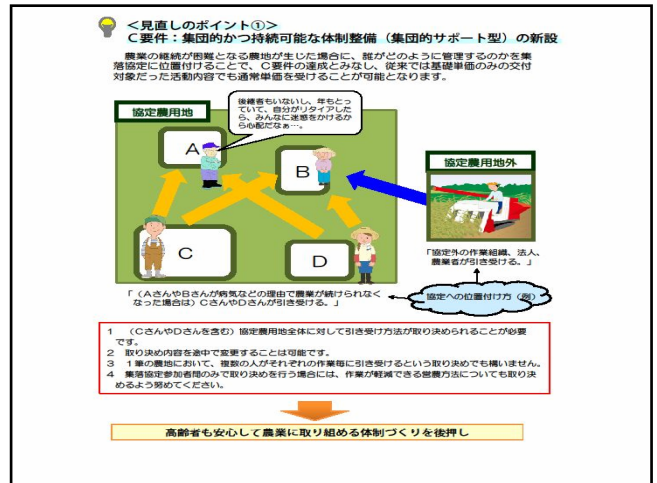 ＜見直しのポイント①＞
C要件：集団的かつ持続可能な体制整備（集団的サポート型）の新設
農業の継続が困難となる農地が生じた場合に、誰がどのように管理するのかを集
落協定に位置付けることで、C要件の達成とみなし、従来では基礎単価のみの交付
対象だった活動内容でも通常単価を受けることが可能となります。
協定農用地
後継者もいないし、年もとっ
ていて、自分がリタイアした
ら、みんなに迷惑をかけるか
ら心配だなぁ…。
A
B
協定農用地外
C
D
「協定外の作業組織、法人、
農業者が引き受ける。」
「（AさんやBさんが病気などの理由で農業が続けられなく
なった場合は）CさんやDさんが引き受ける。」
協定への位置付け方（例）
1　（CさんやDさんを含む）協定農用地全体に対して引き受け方法が取り決められることが必要
です。
2　取り決め内容を途中で変更することは可能です。
3　1筆の農地において、複数の人がそれぞれの作業毎に引き受けるという取り決めでも構いません。
4　集落協定参加者間のみで取り決めを行う場合には、作業が軽減できる営農方法についても取り決
めるよう努めてください。
高齢者も安心して農業に取り組める体制づくりを後押し